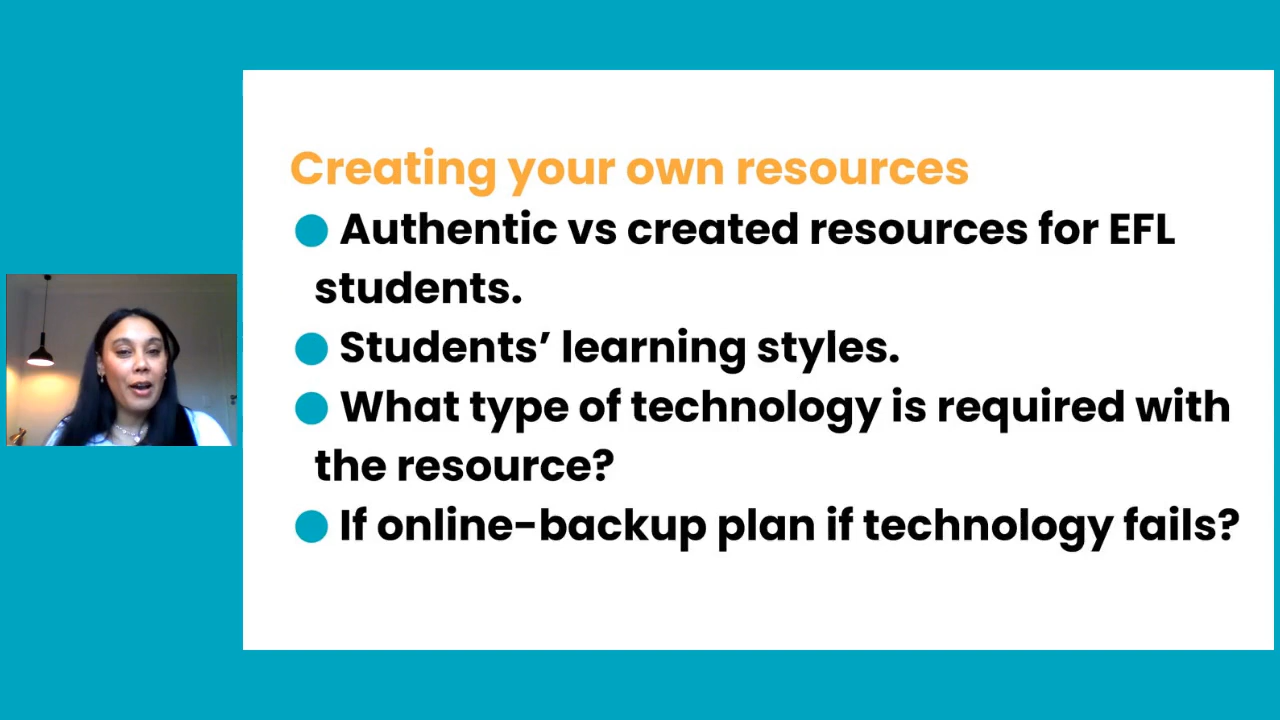 Creating your own resources
Authentic vs created resources for EFL
students.
Students’ learning styles.
What type of technology is required with
the resource?
If online-backup plan if technology fails?